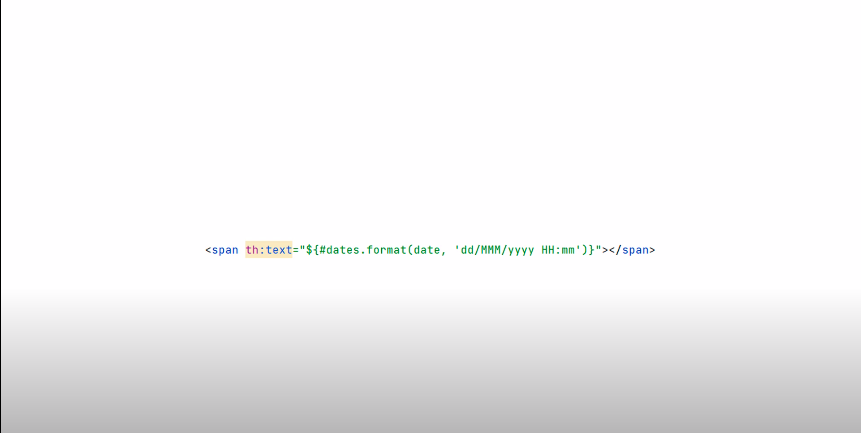 <span th:text="${#dates.format(date, 'dd/MMM/yyyy HH:mm')}"></span>